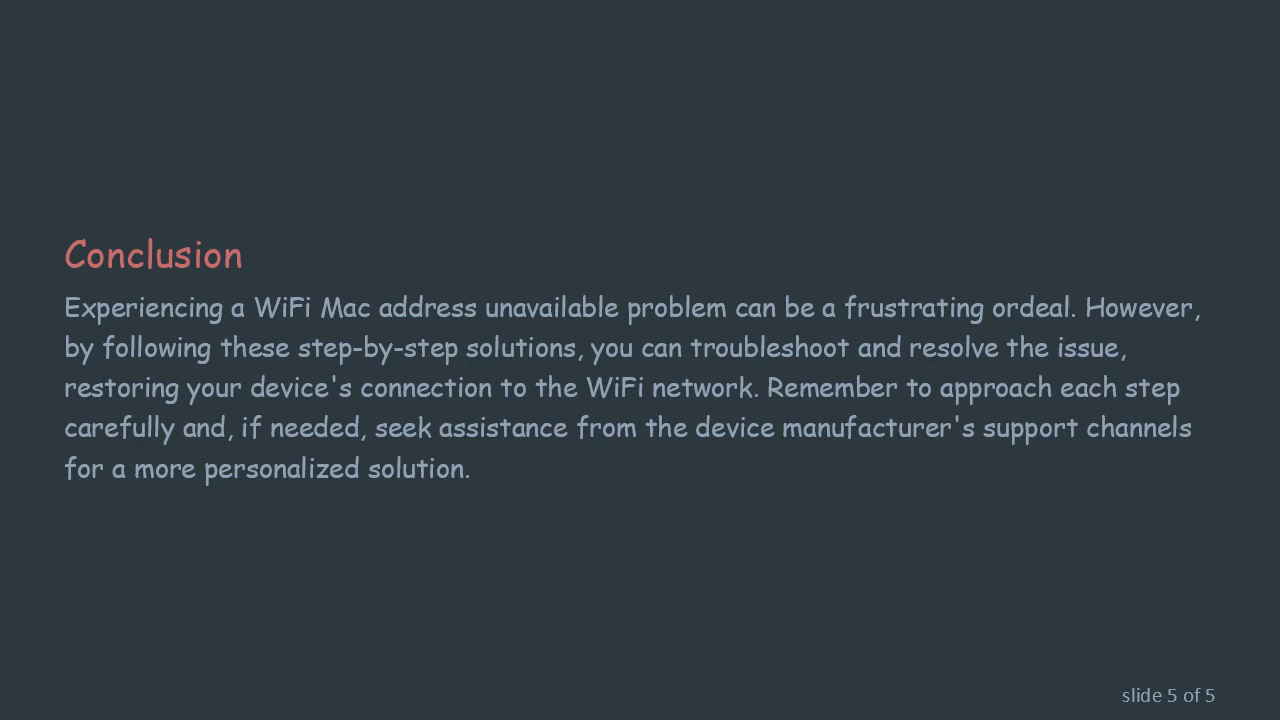 Conclusion
Experiencing a WiFi Mac address unavailable problem can be a frustrating ordeal. However,
by following these step-by-step solutions, you can troubleshoot and resolve the issue,
restoring your device's connection to the WiFi network. Remember to approach each step
carefully and, if needed, seek assistance from the device manufacturer's support channels
for a more personalized solution.
slide 5 of 5